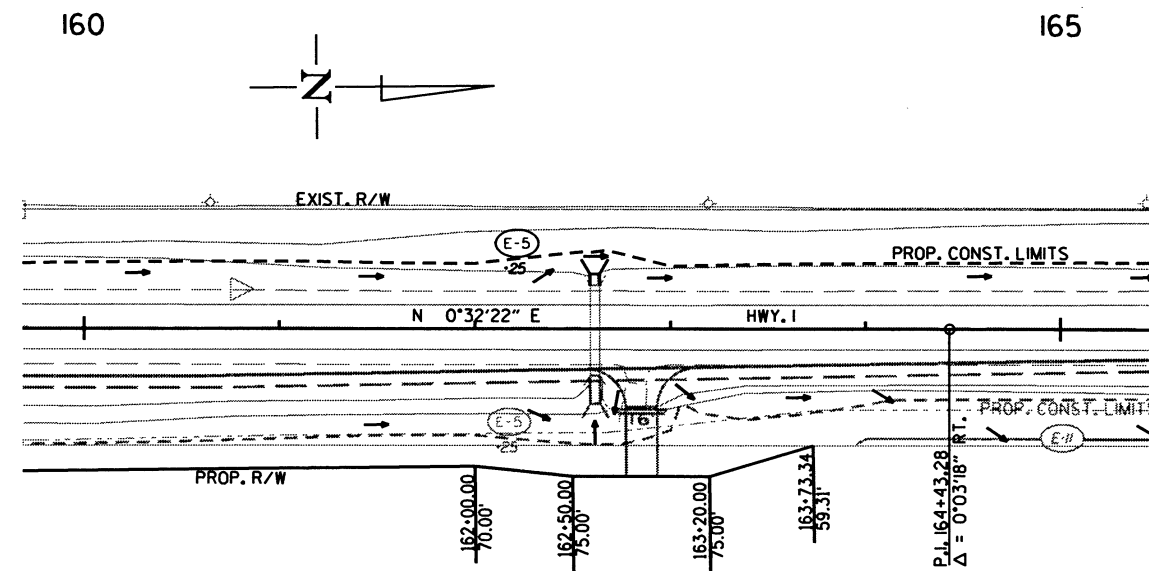 160
165
N
EXIST. R/W
E-5
.25
PROP. CONST. LIMITS
N 0°32'22" E
HWY. 1
16
E-5
.25
PROP. CONST. LIMITS
E-11
PROP. R/W
162+00.00
70.00'
162+50.00
75.00'
163+20.00
75.00'
163+73.34
59.31'
P.I. 164+43.28
Δ = 0°03'18" RT.